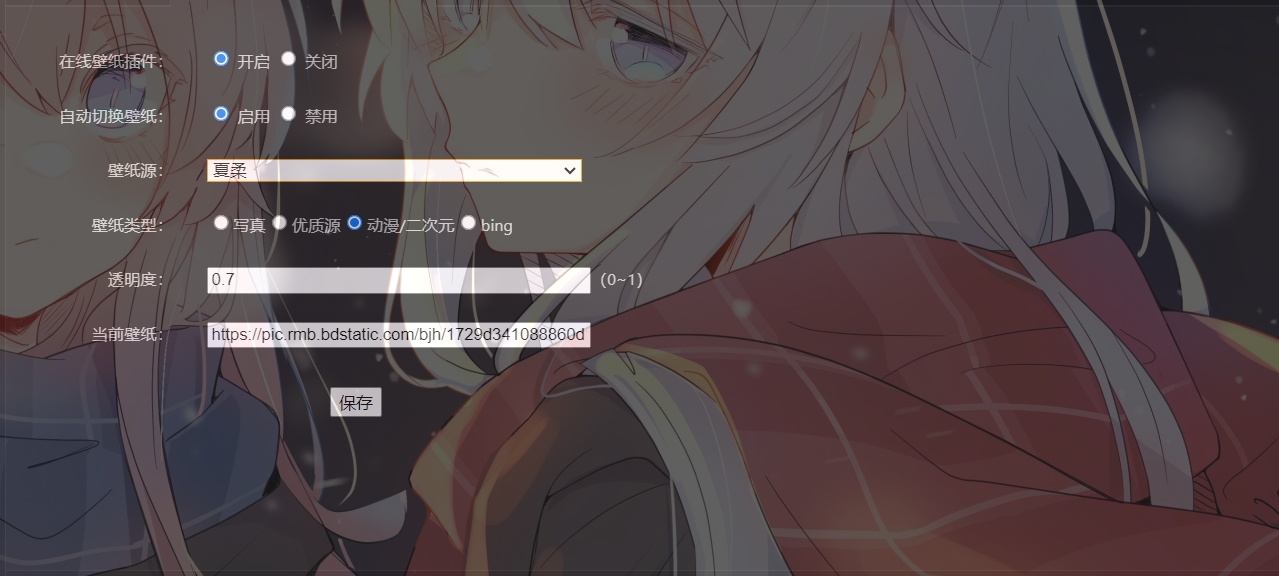 在线壁纸插件： 开启 关闭
自动切换壁纸： 启用 禁用
壁纸源： 夏柔
壁纸类型： 写真 优质源 动漫/二次元 bing
透明度： 0.7 (0~1)
当前壁纸： https://pic.rmb.bdstatic.com/bjh/1729d341088860d
保存